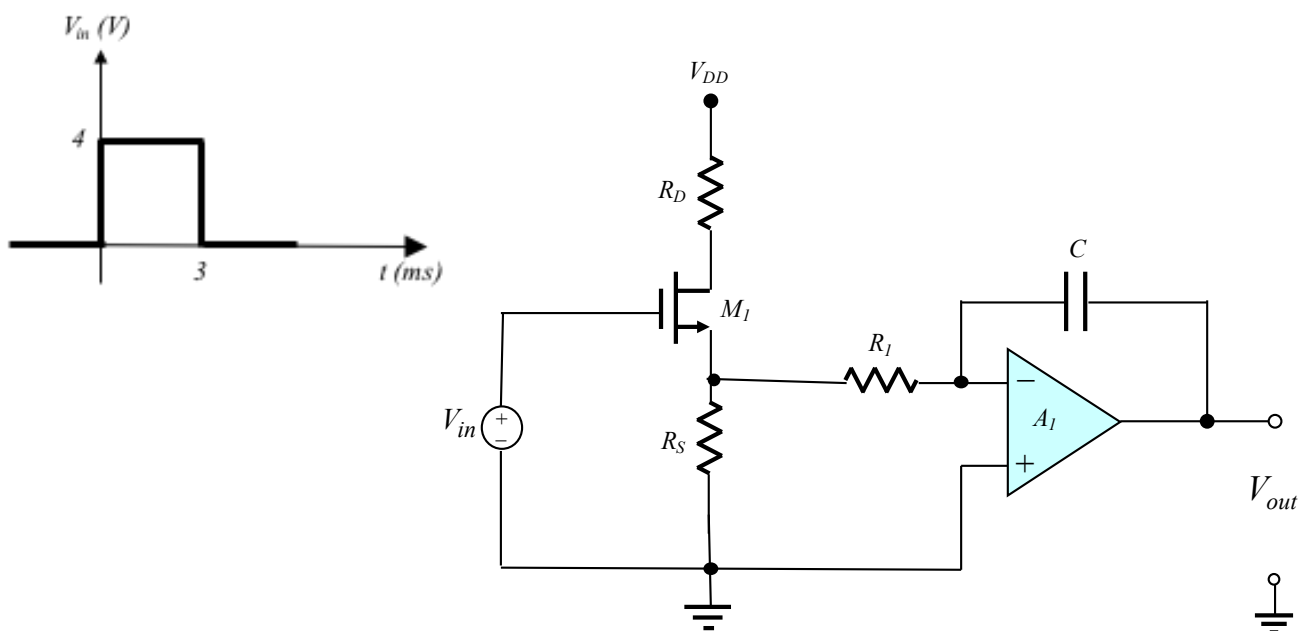 V_in (V)
4
3
t (ms)
V_DD
R_D
M_1
V_in
+
−
R_S
R_1
C
−
A_1
+
V_out